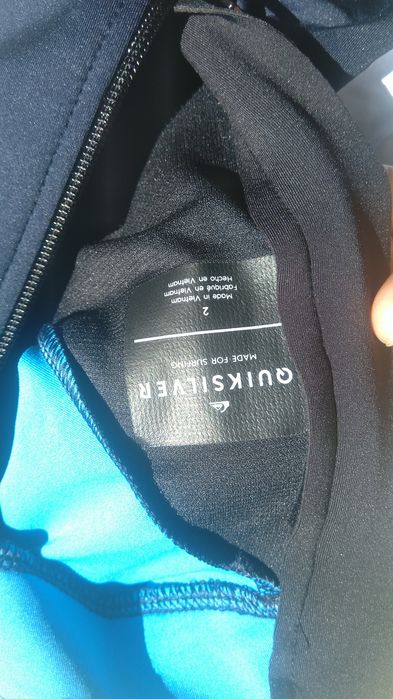 QUIKSILVER
MADE FOR SURFING
2
Made in Vietnam
Fabriqué en Vietnam
Hecho en Vietnam